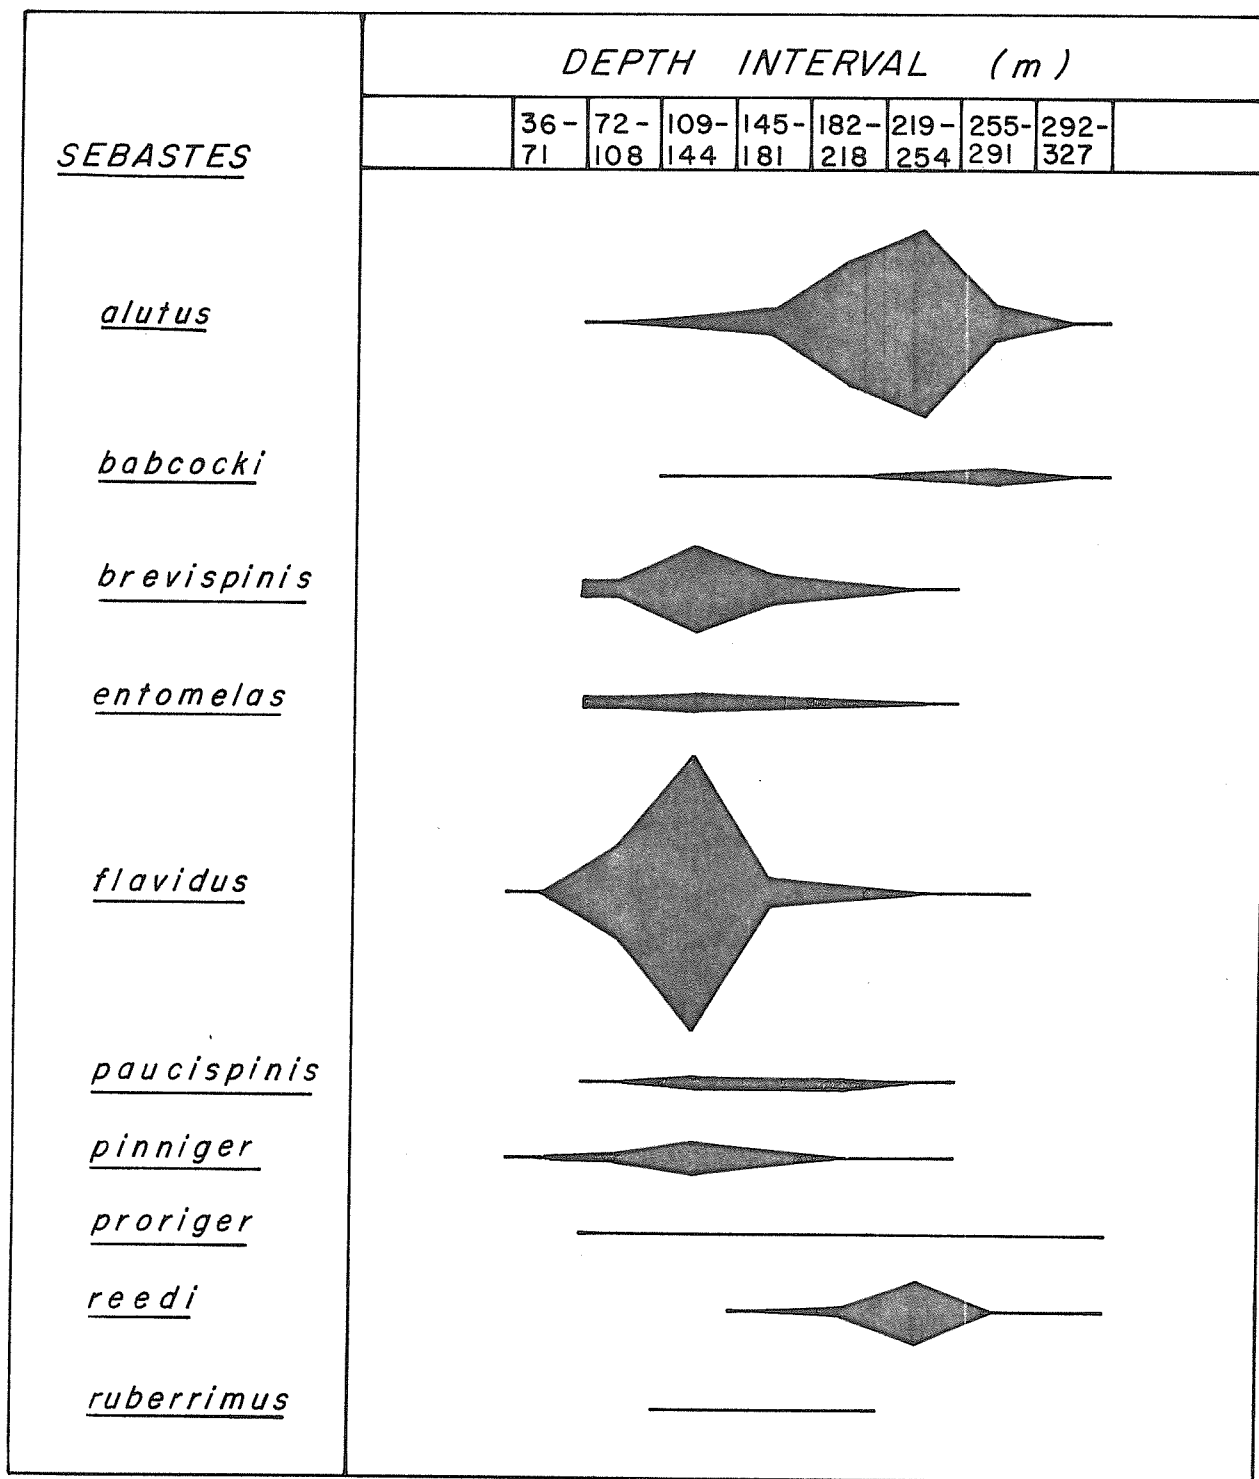 DEPTH INTERVAL (m)
SEBASTES
36-71 72-108 109-144 145-181 182-218 219-254 255-291 292-327
alutus
babcocki
brevispinis
entomelas
flavidus
paucispinis
pinniger
proriger
reedi
ruberrimus